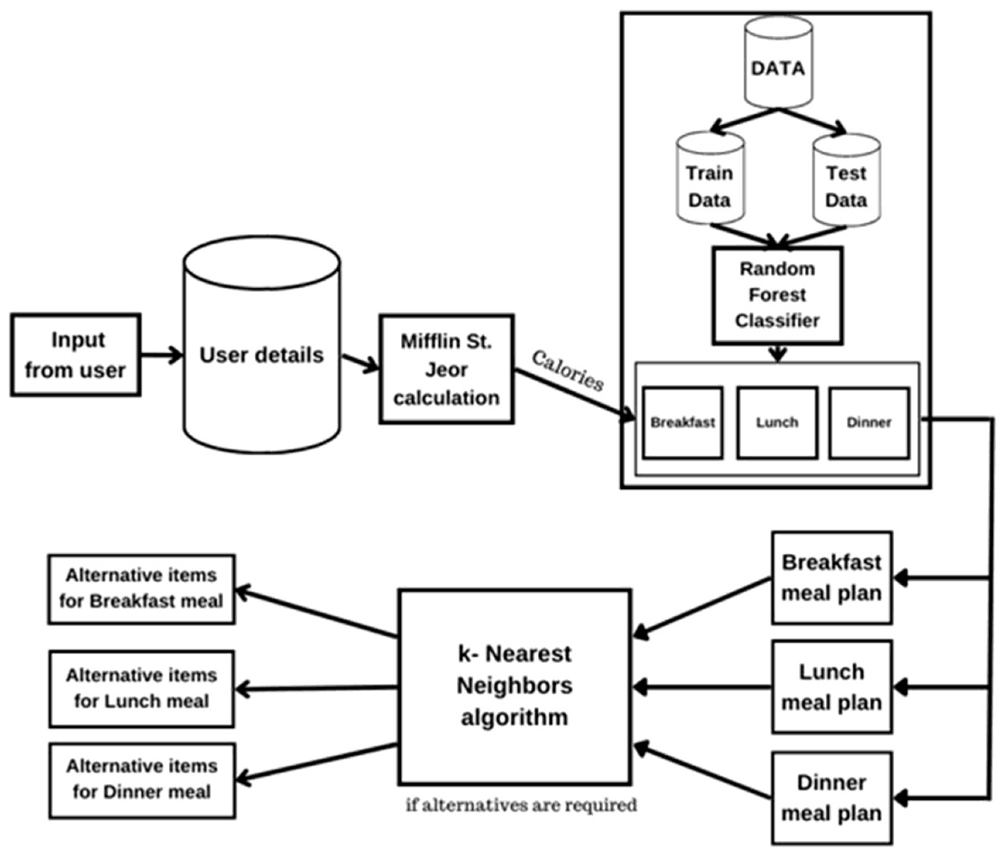 DATA
Train
Data
Test
Data
Random
Forest
Classifier
Input
from user
User details
Mifflin St.
Jeor
calculation
Calories
Breakfast
Lunch
Dinner
Breakfast
meal plan
Lunch
meal plan
Dinner
meal plan
k- Nearest
Neighbors
algorithm
if alternatives are required
Alternative items
for Breakfast meal
Alternative items
for Lunch meal
Alternative items
for Dinner meal